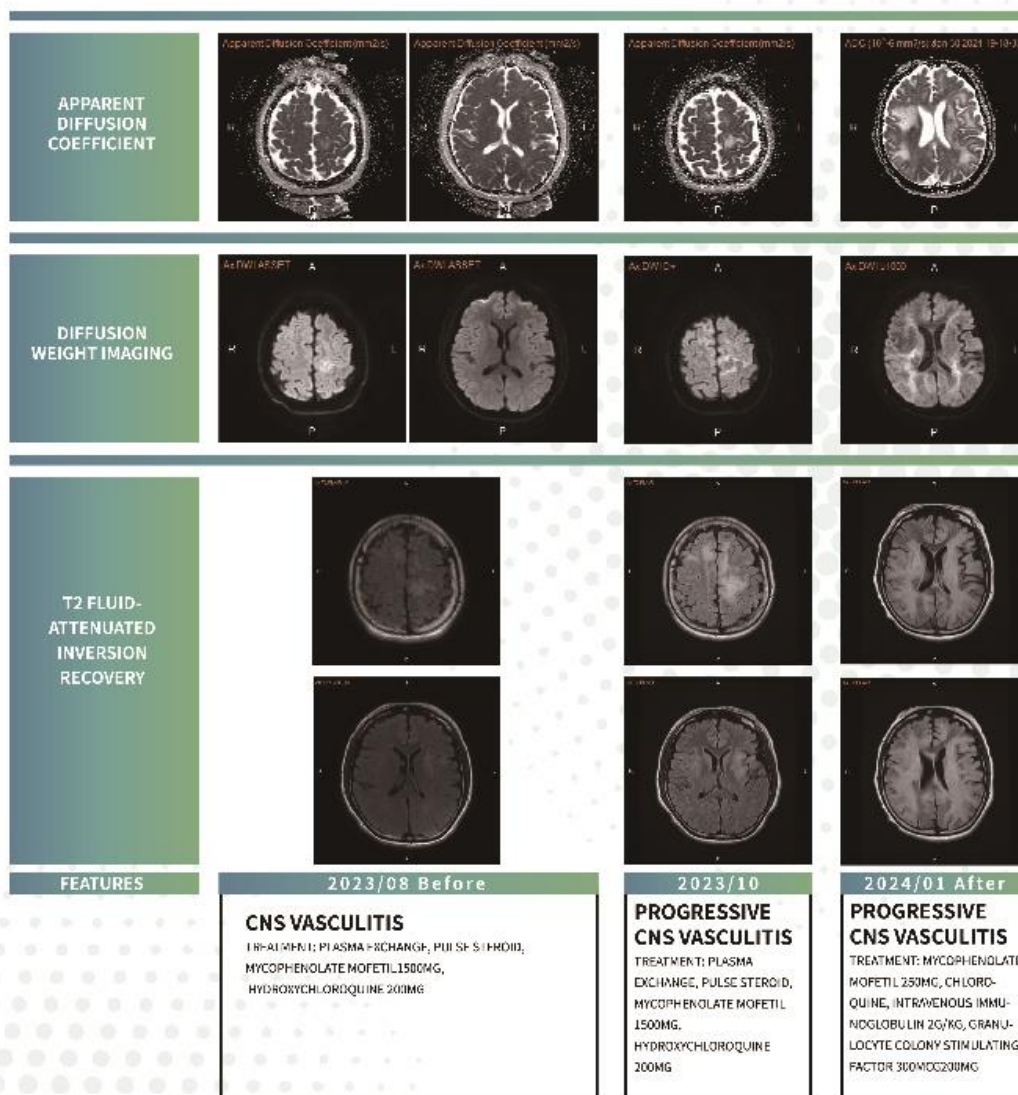 APPARENT
DIFFUSION
COEFFICIENT
Apparent Diffusion Coefficient (mm2/s)
Apparent Diffusion Coefficient (mm2/s)
Apparent Diffusion Coefficient (mm2/s)
R
R
R
R
P
P
DIFFUSION
WEIGHT IMAGING
Ax DWI ASSET A
Ax DWI ASSET A
A
A
R
L
R
L
R
R
P
P
P
P
T2 FLUID-
ATTENUATED
INVERSION
RECOVERY
FEATURES
2023/08 Before
2023/10
2024/01 After
CNS VASCULITIS
TREATMENT: PLASMA EXCHANGE, PULSE STEROID,
MYCOPHENOLATE MOFETIL1500MG,
HYDROXYCHLOROQUINE 200MG
PROGRESSIVE
CNS VASCULITIS
TREATMENT: PLASMA
EXCHANGE, PULSE STEROID,
MYCOPHENOLATE MOFETIL
1500MG,
HYDROXYCHLOROQUINE
200MG
PROGRESSIVE
CNS VASCULITIS
TREATMENT: MYCOPHENOLATE
MOFETIL 250MG, CHLORO-
QUINE, INTRAVENOUS IMMU-
NOGLOBULIN 2G/KG, GRANU-
LOCYTE COLONY STIMULATING
FACTOR 300MCG200MG